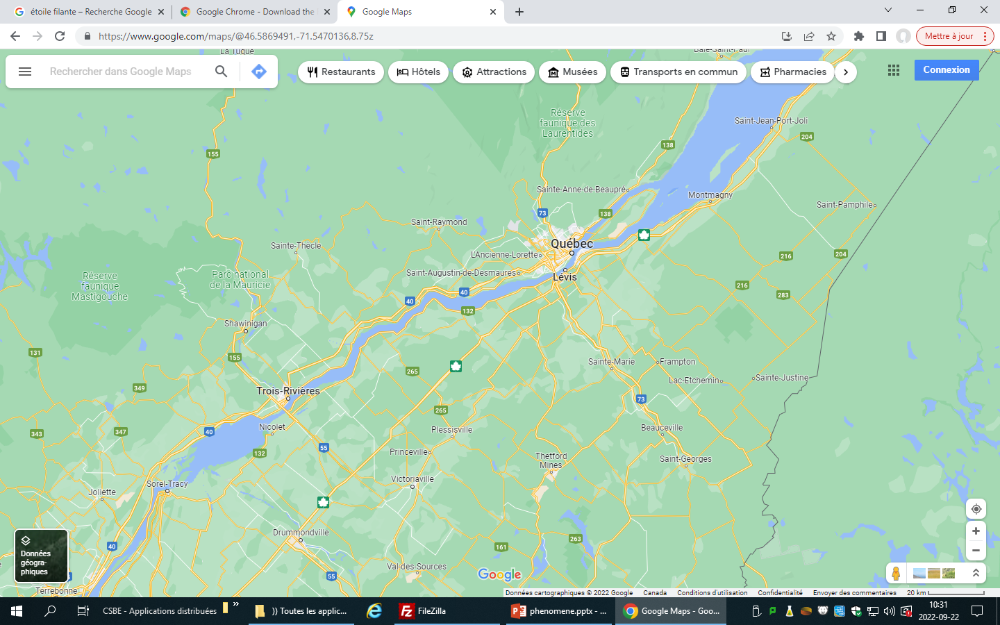 étoile filante – Recherche Google
Google Chrome - Download the
Google Maps
https://www.google.com/maps/@46.5869491,-71.5470136,8.75z
Mettre à jour
La Tuque
Baie-Saint-Paul
Rechercher dans Google Maps
Restaurants
Hôtels
Attractions
Musées
Transports en commun
Pharmacies
Connexion
Réserve
faunique des
Laurentides
Saint-Jean-Port-Joli
204
138
155
Sainte-Anne-de-Beaupré
Montmagny
Saint-Pamphile
73
138
Saint-Raymond
Sainte-Thècle
Québec
L'Ancienne-Lorette
216
204
Saint-Augustin-de-Desmaures
Lévis
Parc national
de la Mauricie
Réserve
faunique
Mastigouche
216
283
40
40
132
Shawinigan
131
155
Sainte-Marie
Frampton
265
Lac-Etchemin
Sainte-Justine
349
Trois-Rivières
73
265
Nicolet
Beauceville
Plessisville
343
347
40
55
132
Princeville
Thetford
Mines
Saint-Georges
Victoriaville
Sorel-Tracy
Joliette
Drummondville
263
161
40
Données
géogra-
phiques
Val-des-Sources
55
Google
Terrebonne
Données cartographiques © 2022 Google
Canada
Conditions d'utilisation
Confidentialité
Envoyer des commentaires
20 km
CSBE - Applications distribuées
»
)) Toutes les applic...
FileZilla
phenomene.pptx - ...
Google Maps - Goo...
10:31
2022-09-22